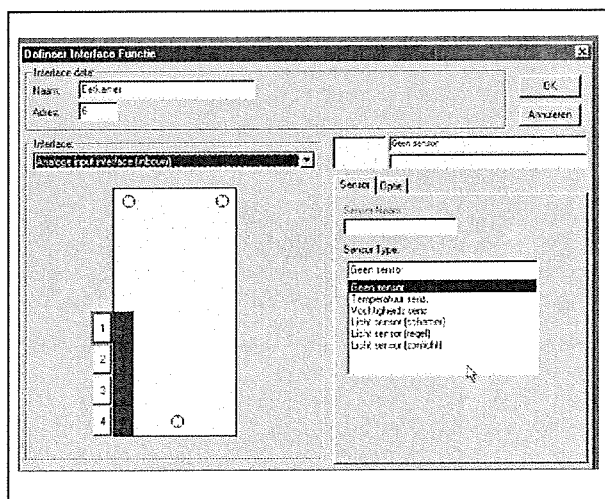 Definieer Interface Functie
Interface data:
Naam: Eetkamer
Adres: 6
OK
Annuleren
Interface:
Analoge input interface (inbouw)
Geen sensor
Sensor
Optie
Sensor Naam:
Sensor Type:
Geen sensor
Geen sensor
Temperatuur sens.
Vochtigheids sens.
Licht sensor (schemer)
Licht sensor (regel)
Licht sensor (zonlicht)
1
2
3
4